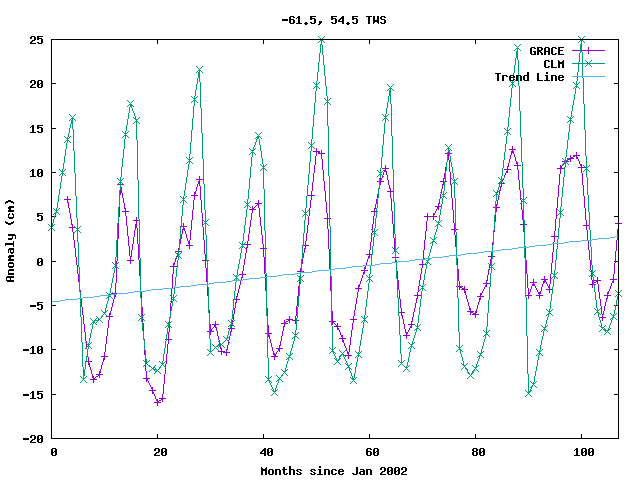 -61.5, 54.5 TWS
GRACE
CLM
Trend Line
25
20
15
10
5
0
-5
-10
-15
-20
Anomaly (cm)
0 20 40 60 80 100
Months since Jan 2002